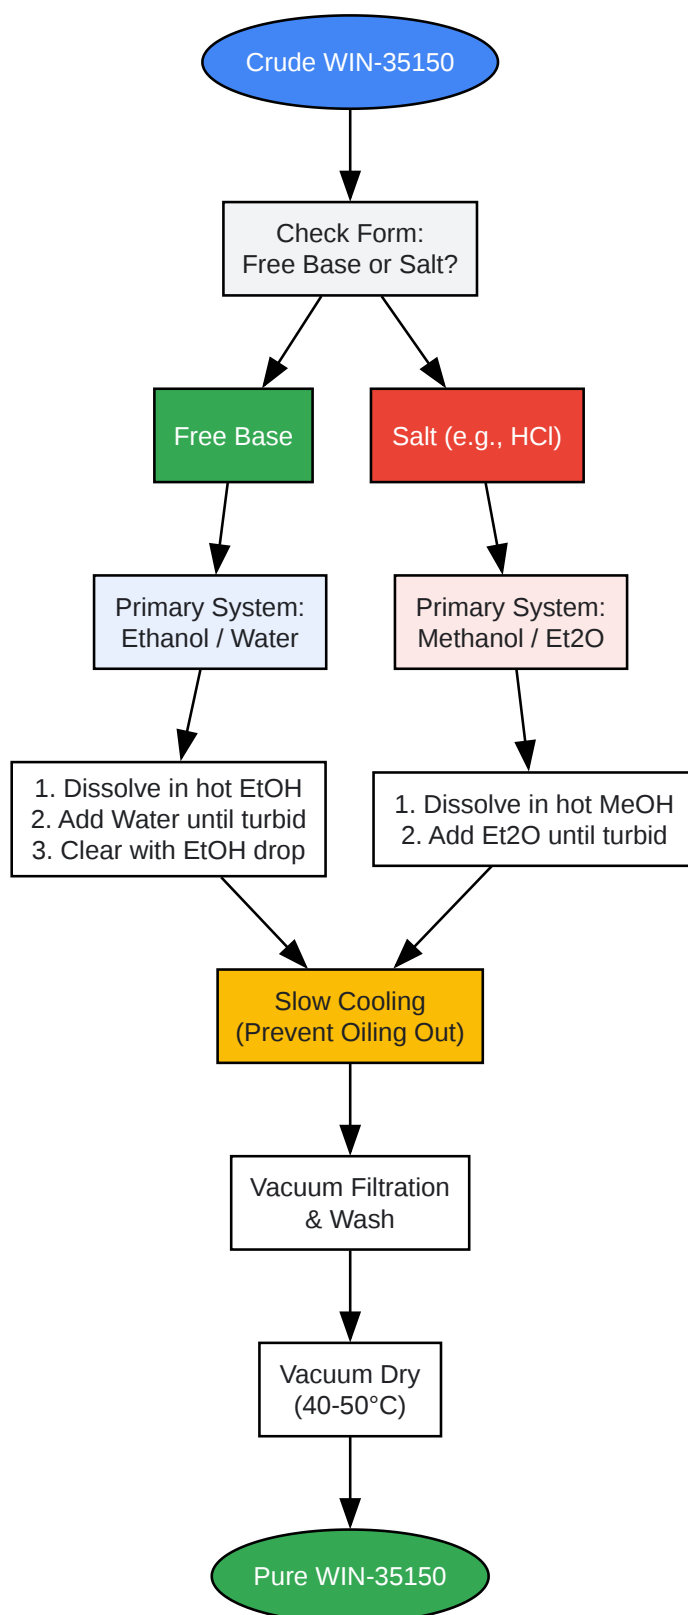 Crude WIN-35150
Check Form:
Free Base or Salt?
Free Base
Salt (e.g., HCl)
Primary System:
Ethanol / Water
Primary System:
Methanol / Et2O
1. Dissolve in hot EtOH
2. Add Water until turbid
3. Clear with EtOH drop
1. Dissolve in hot MeOH
2. Add Et2O until turbid
Slow Cooling
(Prevent Oiling Out)
Vacuum Filtration
& Wash
Vacuum Dry
(40-50°C)
Pure WIN-35150